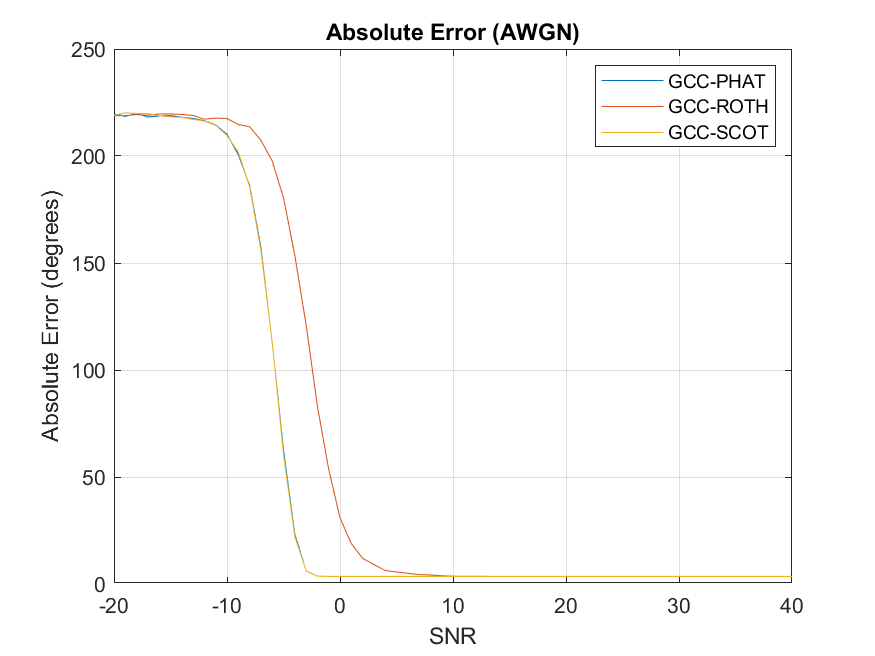 Absolute Error (AWGN)
250
200
150
100
50
0
Absolute Error (degrees)
GCC-PHAT
GCC-ROTH
GCC-SCOT
-20
-10
0
10
20
30
40
SNR